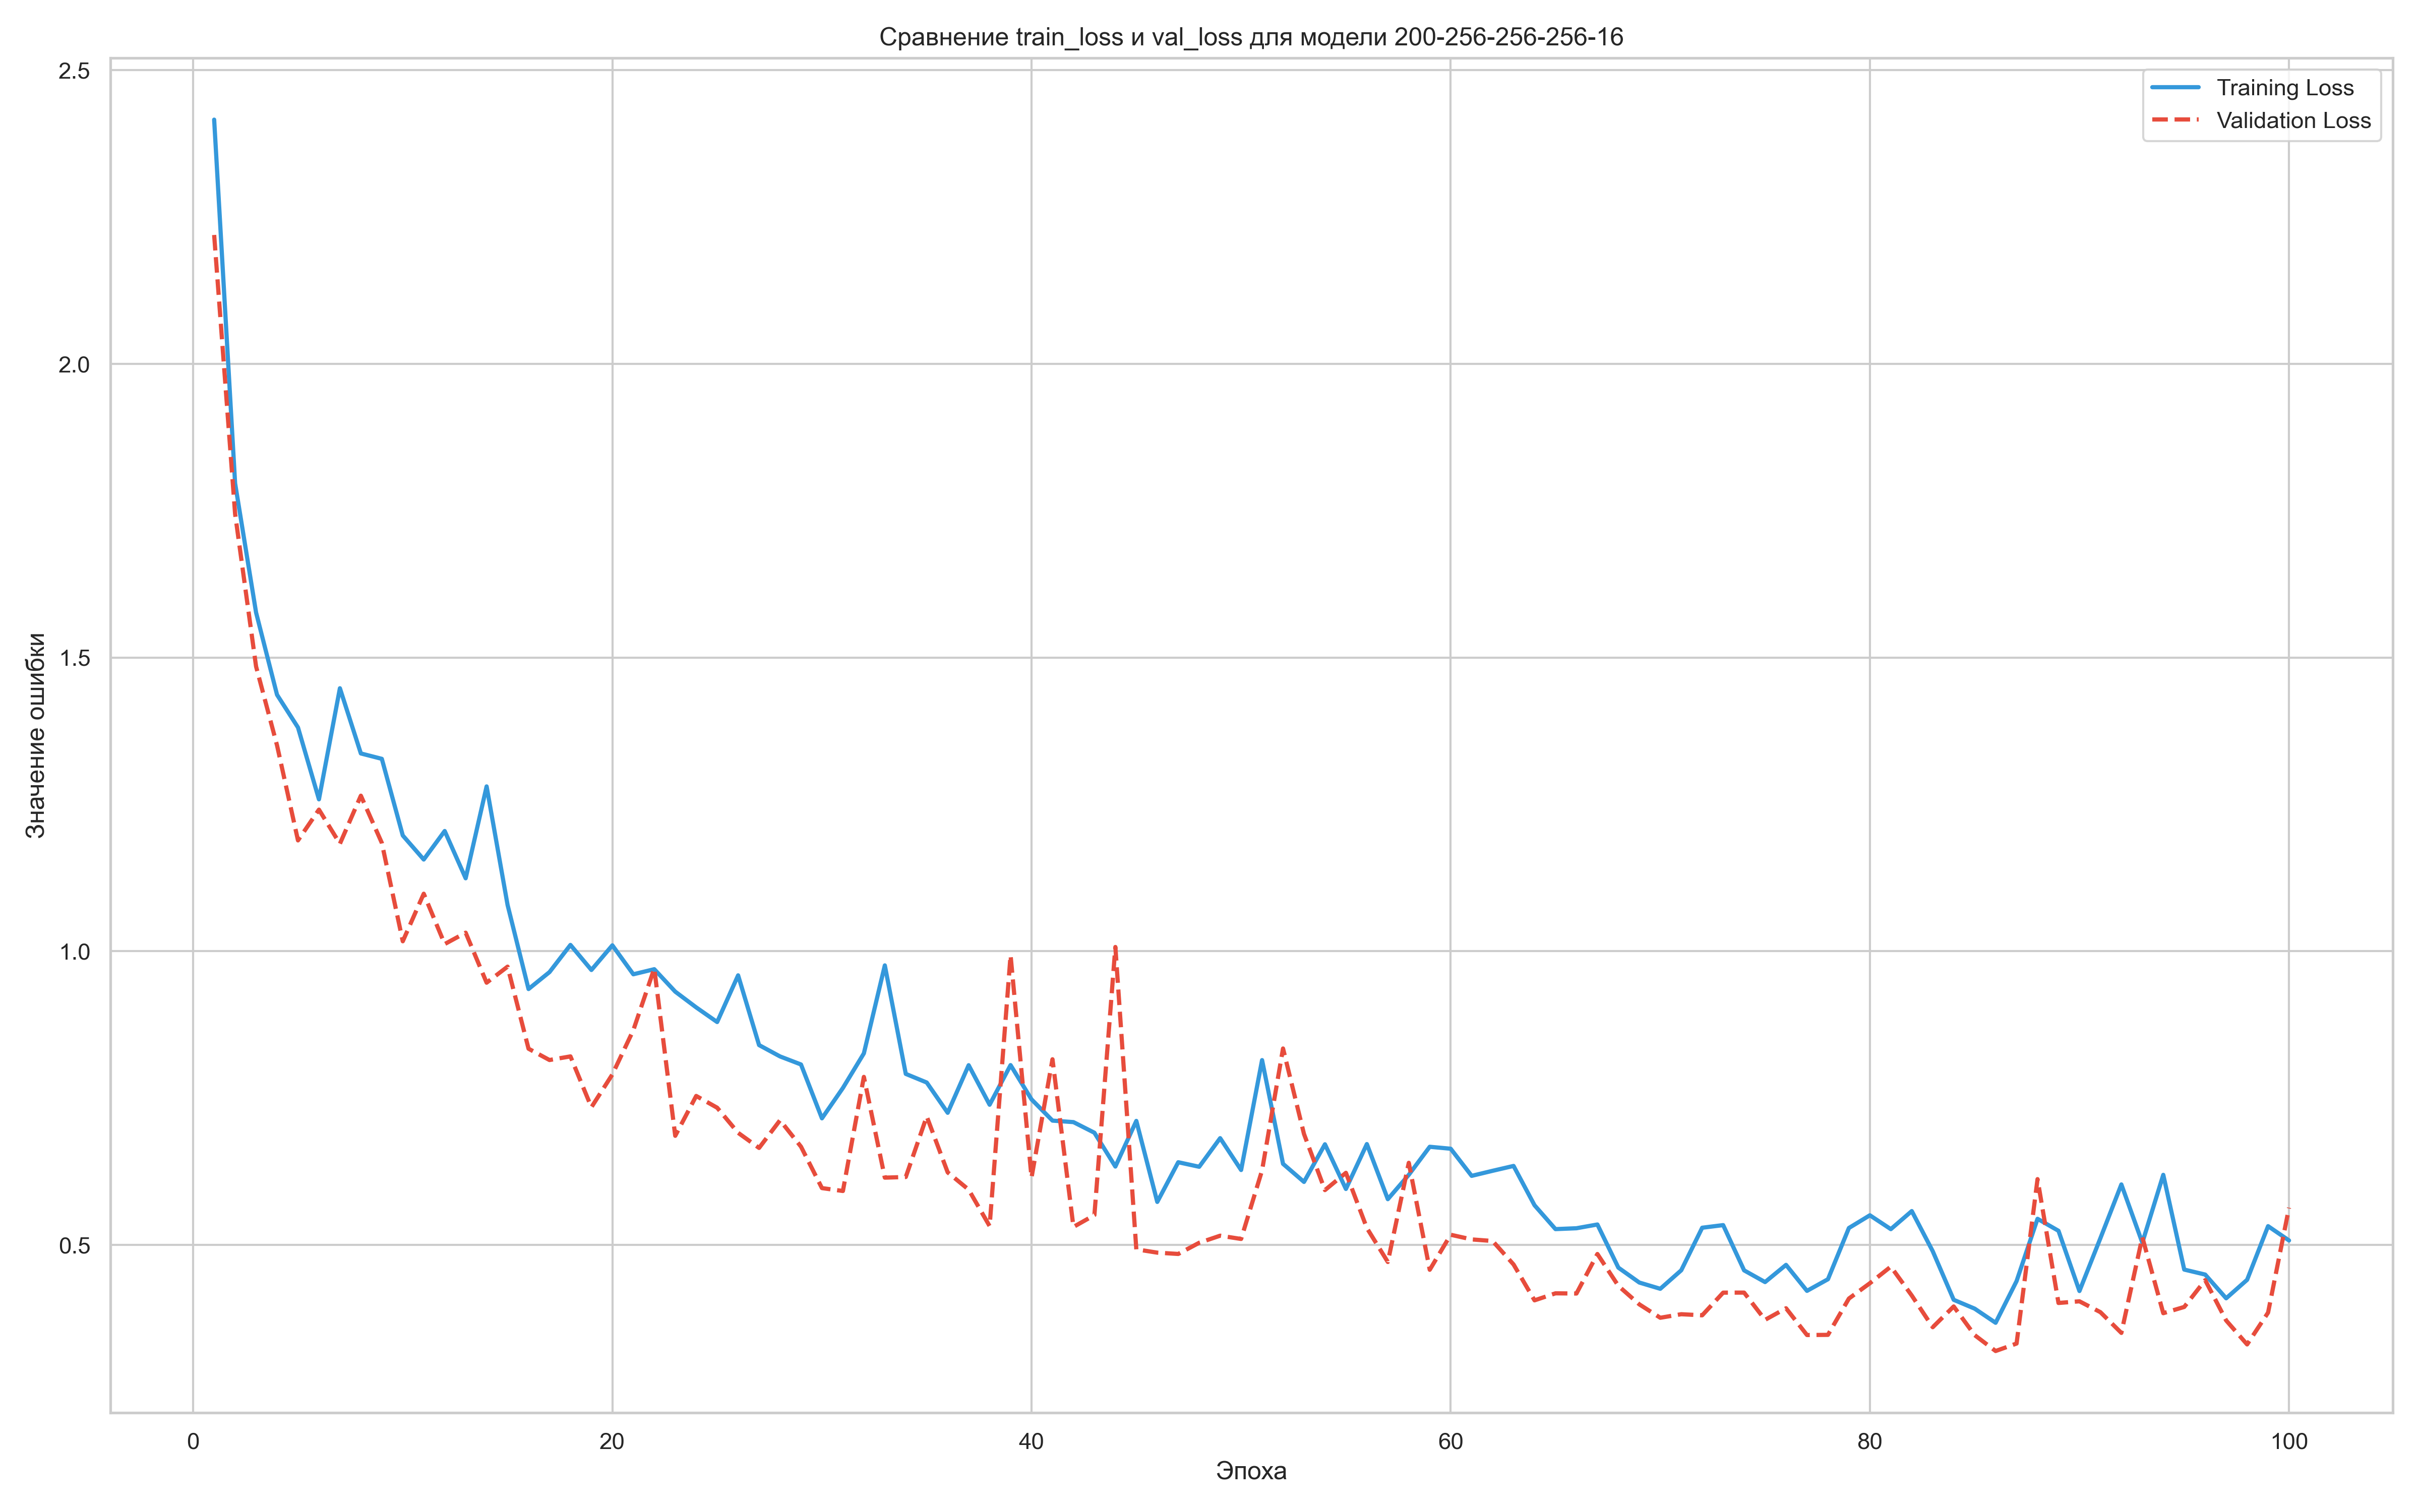 Сравнение train_loss и val_loss для модели 200-256-256-256-16
Training Loss
Validation Loss
Значение ошибки
2.5
2.0
1.5
1.0
0.5
0 20 40 60 80 100
Эпоха